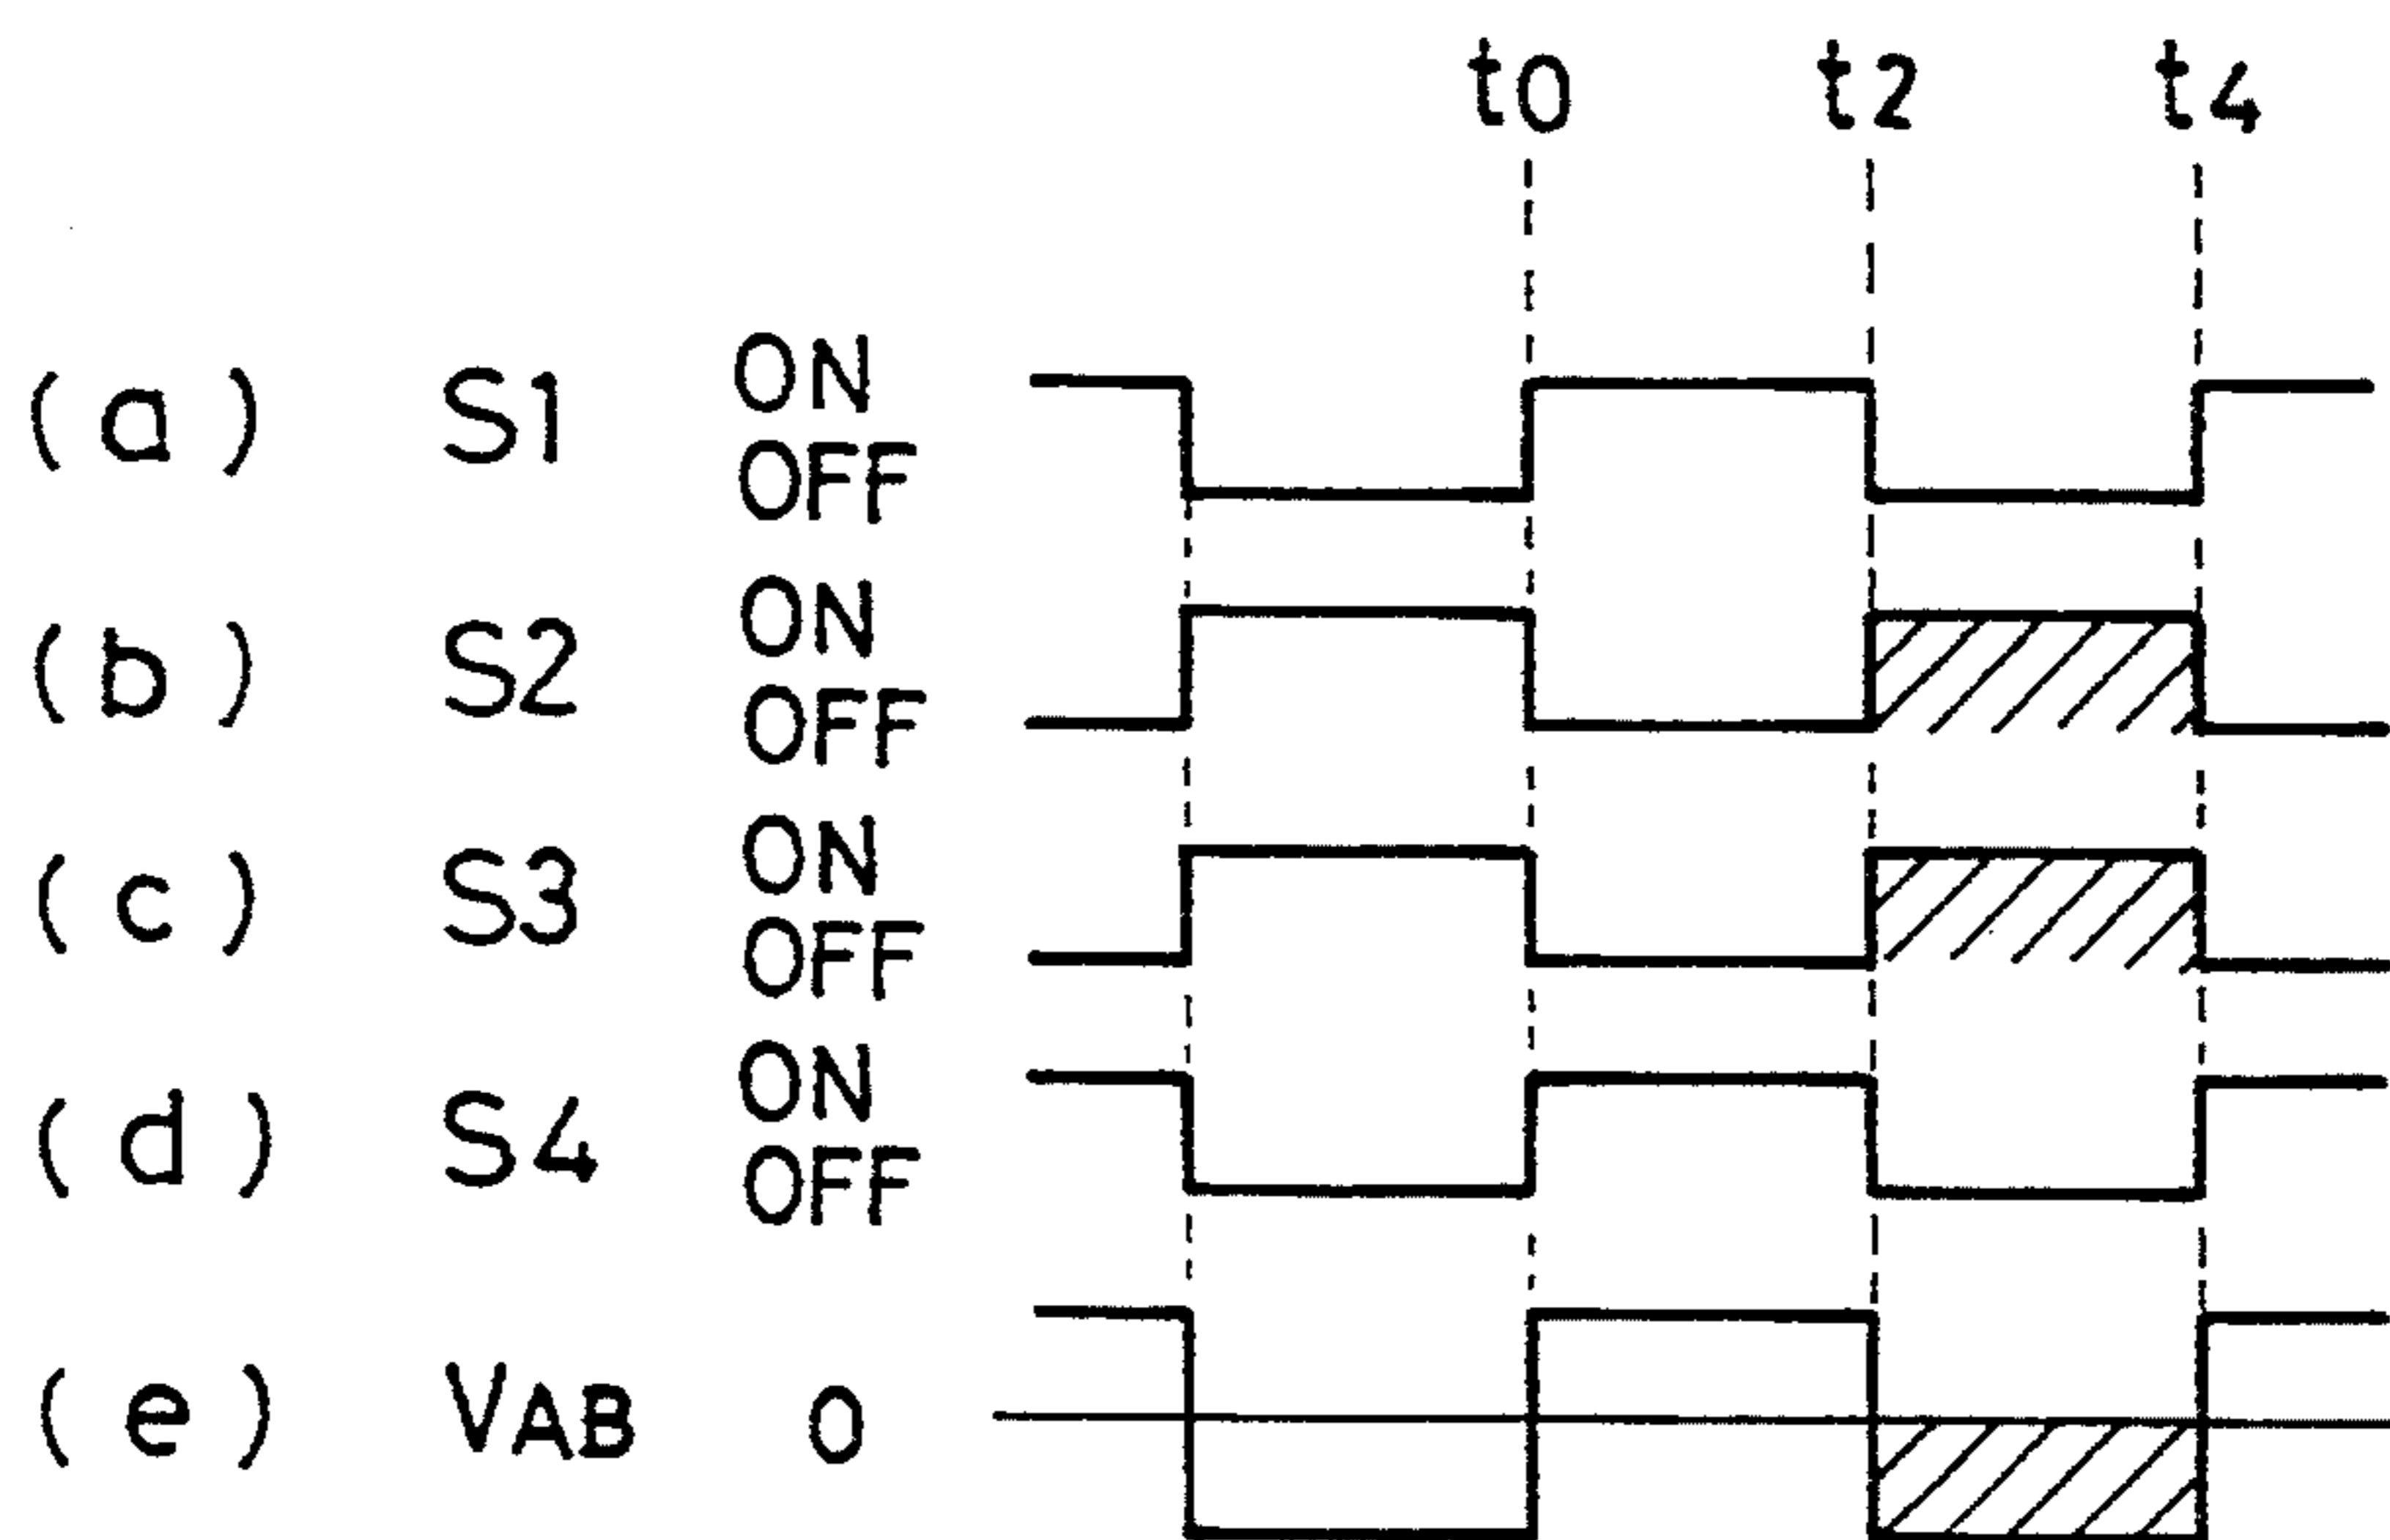 t0 t2 t4
(a) S1 ON
OFF
(b) S2 ON
OFF
(c) S3 ON
OFF
(d) S4 ON
OFF
(e) VAB 0